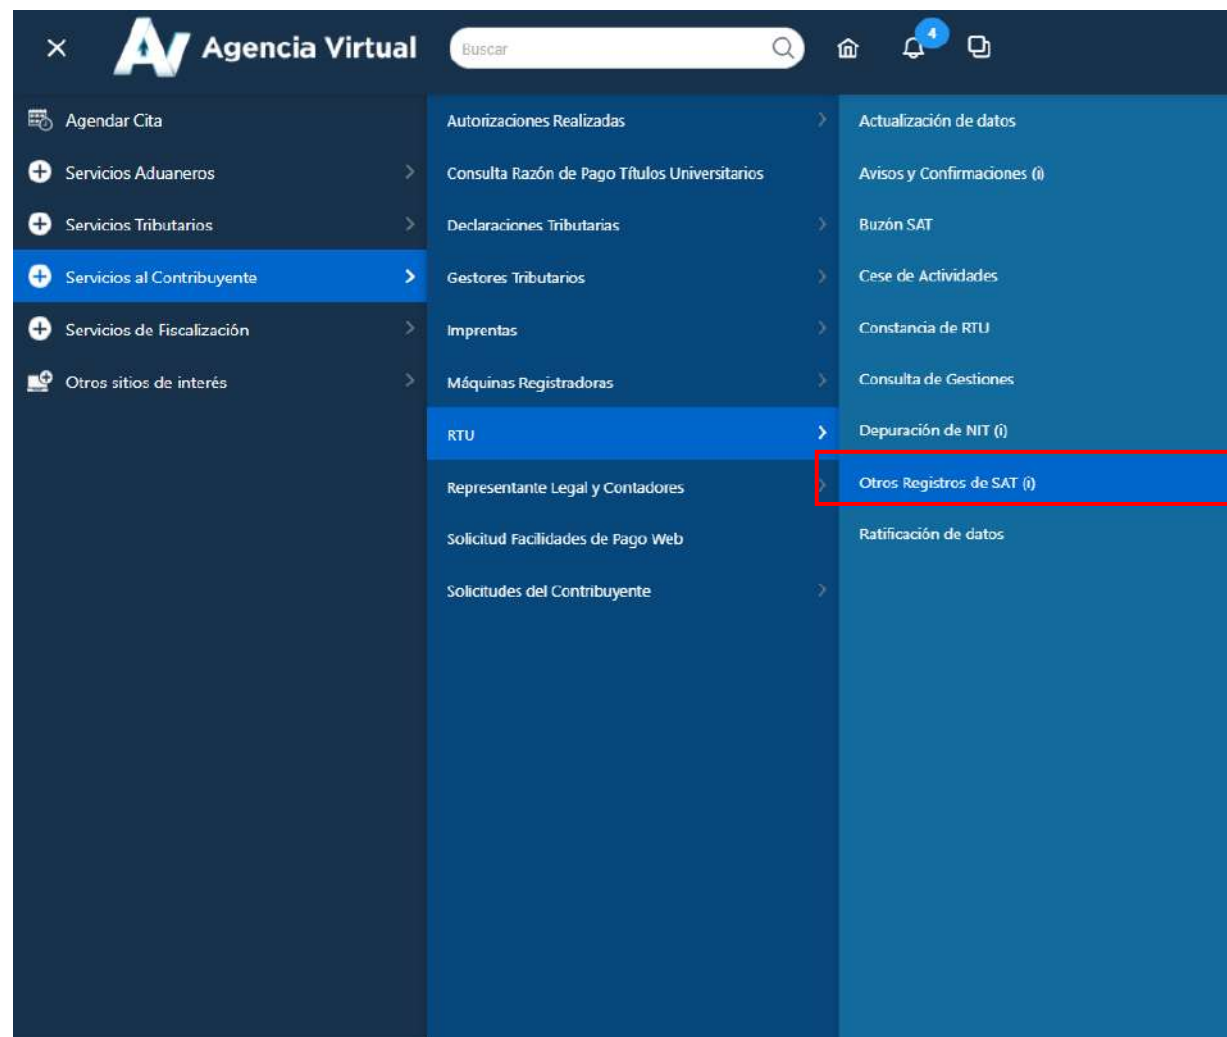 Agencia Virtual
Buscar
4
Agendar Cita
Servicios Aduaneros
Servicios Tributarios
Servicios al Contribuyente
Servicios de Fiscalización
Otros sitios de interés
Autorizaciones Realizadas
Consulta Razón de Pago Títulos Universitarios
Declaraciones Tributarias
Gestores Tributarios
Imprentas
Máquinas Registradoras
RTU
Representante Legal y Contadores
Solicitud Facilidades de Pago Web
Solicitudes del Contribuyente
Actualización de datos
Avisos y Confirmaciones (i)
Buzón SAT
Cese de Actividades
Constancia de RTU
Consulta de Gestiones
Depuración de NIT (i)
Otros Registros de SAT (i)
Ratificación de datos